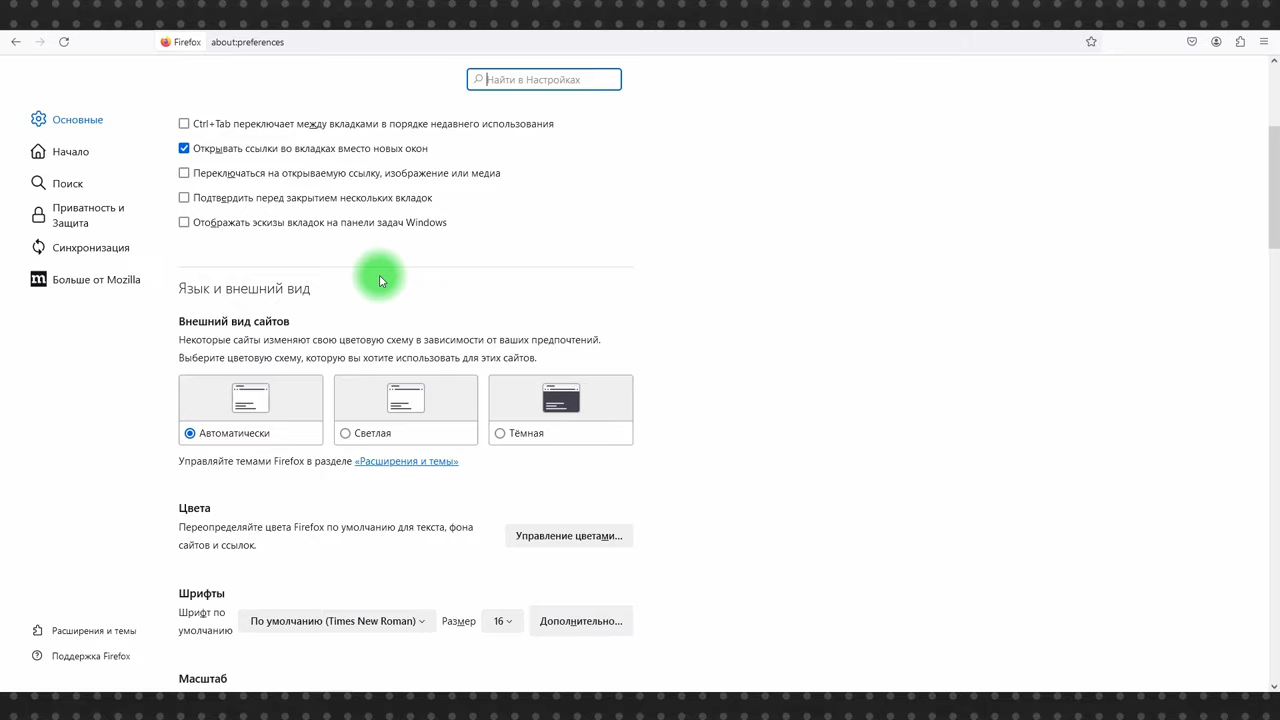 Firefox about:preferences
Найти в Настройках
Основные
Начало
Поиск
Приватность и
Защита
Синхронизация
Больше от Mozilla
Ctrl+Tab переключает между вкладками в порядке недавнего использования
Открывать ссылки во вкладках вместо новых окон
Переключаться на открываемую ссылку, изображение или медиа
Подтвердить перед закрытием нескольких вкладок
Отображать эскизы вкладок на панели задач Windows
Язык и внешний вид
Внешний вид сайтов
Некоторые сайты изменяют свою цветовую схему в зависимости от ваших предпочтений.
Выберите цветовую схему, которую вы хотите использовать для этих сайтов.
Автоматически Светлая Тёмная
Управляйте темами Firefox в разделе «Расширения и темы»
Цвета
Переопределяйте цвета Firefox по умолчанию для текста, фона
сайтов и ссылок.
Управление цветами...
Шрифты
Шрифт по
умолчанию
По умолчанию (Times New Roman) Размер 16 Дополнительно...
Масштаб
Расширения и темы
Поддержка Firefox